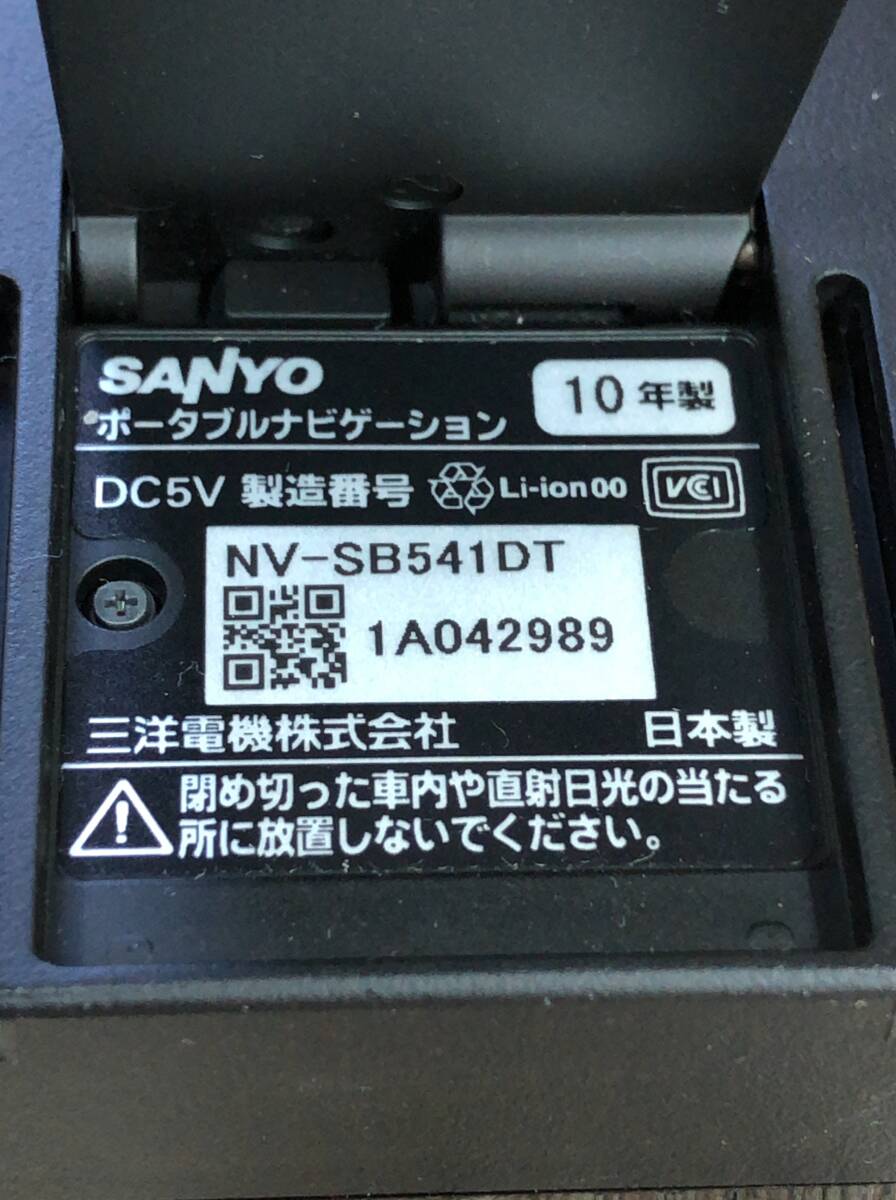 SANYO
10 年製
ポータブルナビゲーション
DC5V 製造番号 Li-ion00 VCCI
NV-SB541DT
1A042989
三洋電機株式会社 日本製
閉め切った車内や直射日光の当たる
所に放置しないでください。